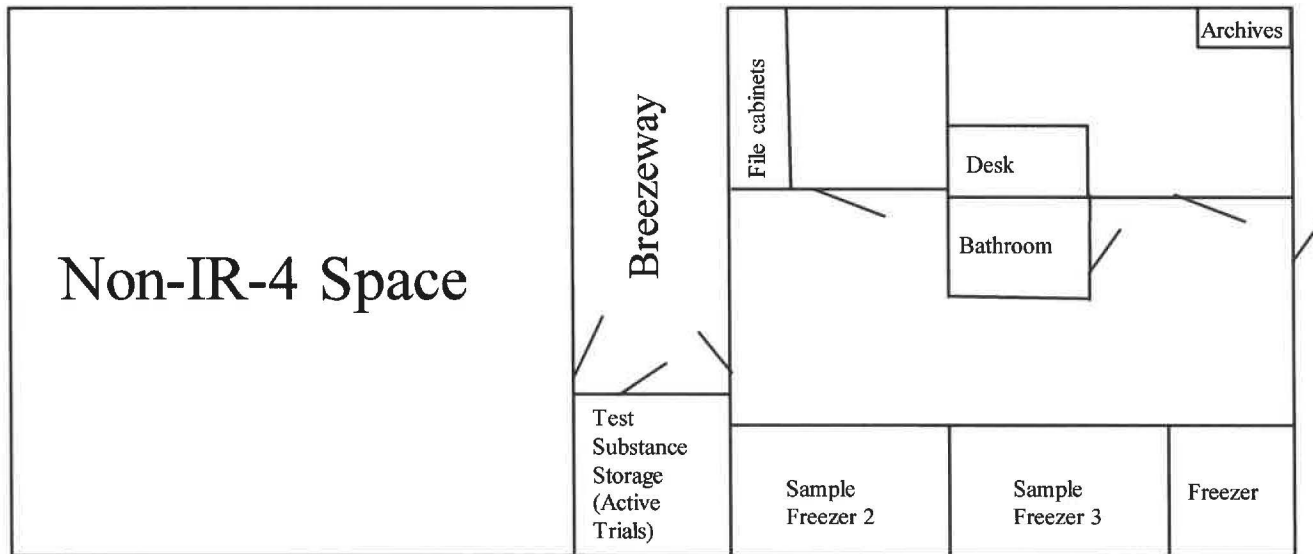 Archives
File cabinets
Breezeway
Desk
Bathroom
Non-IR-4 Space
Test
Substance
Storage
(Active
Trials)
Sample
Freezer 2
Sample
Freezer 3
Freezer